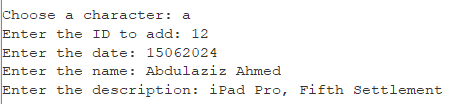 Choose a character: a
Enter the ID to add: 12
Enter the date: 15062024
Enter the name: Abdulaziz Ahmed
Enter the description: iPad Pro, Fifth Settlement